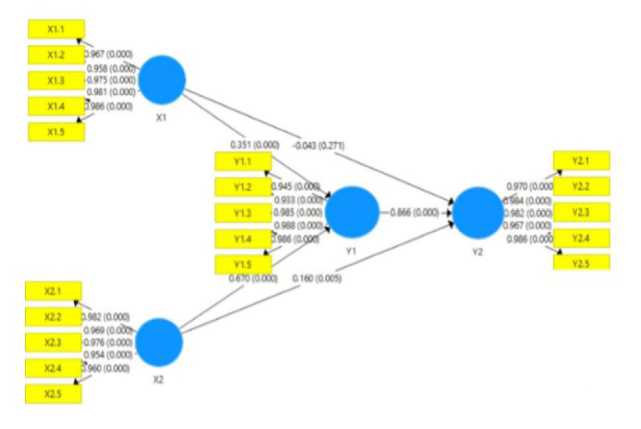 X1.1
X1.2
X1.3
X1.4
X1.5
0.967 (0.000)
0.958 (0.000)
0.975 (0.000)
0.981 (0.000)
0.986 (0.000)
X1
0.351 (0.000)
-0.043 (0.271)
Y1.1
Y1.2
Y1.3
Y1.4
Y1.5
0.945 (0.000)
0.933 (0.000)
0.985 (0.000)
0.988 (0.000)
0.986 (0.000)
Y1
0.866 (0.000)
Y2
0.970 (0.000
0.984 (0.000)
0.982 (0.000)
0.967 (0.000)
0.986 (0.000
Y2.1
Y2.2
Y2.3
Y2.4
Y2.5
0.670 (0.000)
0.160 (0.005)
X2.1
X2.2
X2.3
X2.4
X2.5
0.982 (0.000)
0.969 (0.000)
0.976 (0.000)
0.954 (0.000)
0.960 (0.000)
X2